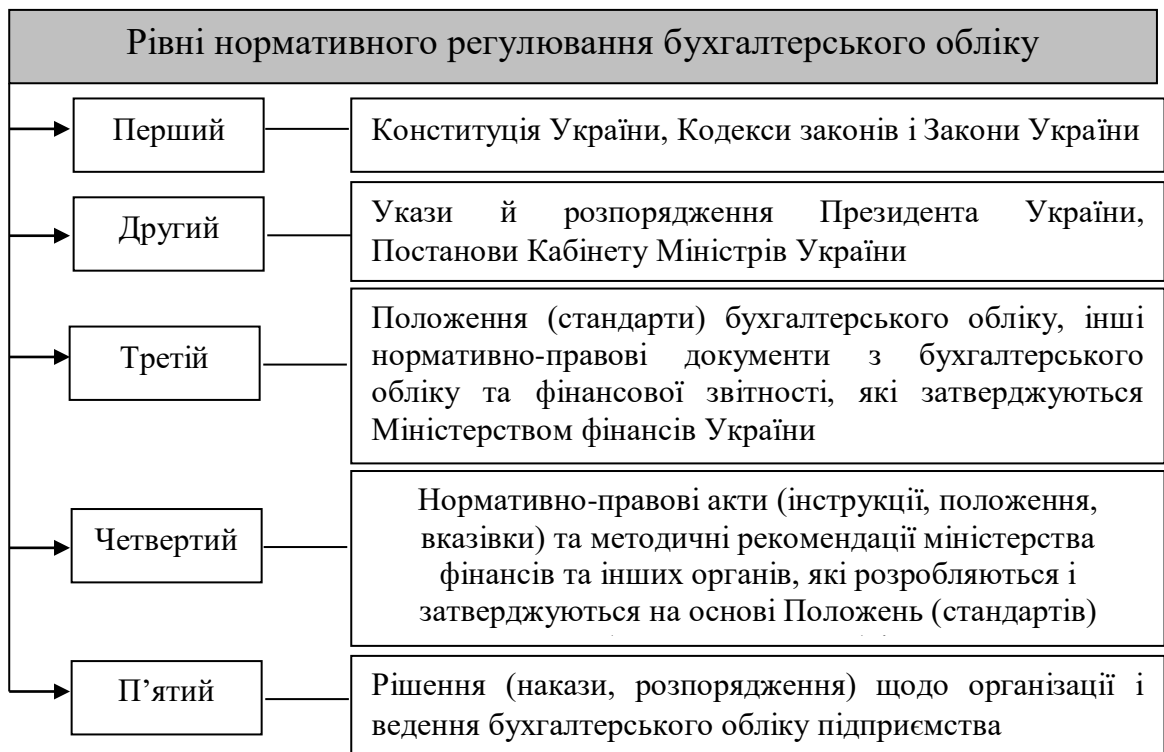 Рівні нормативного регулювання бухгалтерського обліку
Перший
Конституція України, Кодекси законів і Закони України
Другий
Укази й розпорядження Президента України,
Постанови Кабінету Міністрів України
Третій
Положення (стандарти) бухгалтерського обліку, інші
нормативно-правові документи з бухгалтерського
обліку та фінансової звітності, які затверджуються
Міністерством фінансів України
Четвертий
Нормативно-правові акти (інструкції, положення,
вказівки) та методичні рекомендації міністерства
фінансів та інших органів, які розробляються і
затверджуються на основі Положень (стандартів)
П’ятий
Рішення (накази, розпорядження) щодо організації і
ведення бухгалтерського обліку підприємства